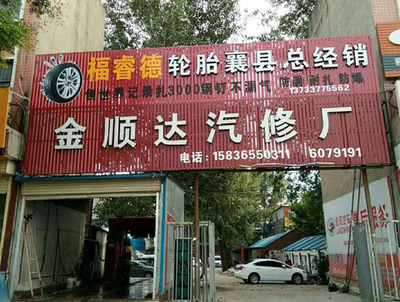 福睿德 轮胎襄县总经销
创世界记录扎3000钢钉不漏气 防漏 耐扎 防爆
13733775562
金顺达汽修厂
电话:15836550311 6079191